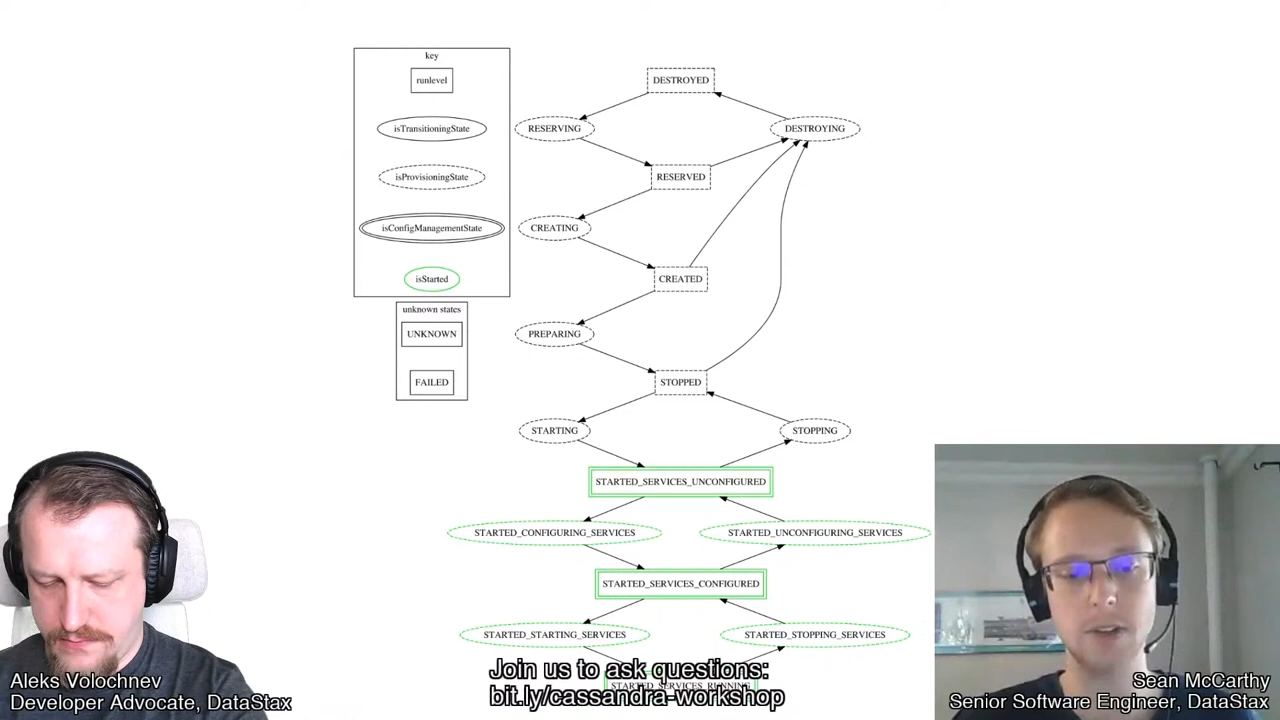 key
runlevel
isTransitioningState
isProvisioningState
isConfigManagementState
isStarted
unknown states
UNKNOWN
FAILED
DESTROYED
RESERVING
DESTROYING
RESERVED
CREATING
CREATED
PREPARING
STOPPED
STARTING
STOPPING
STARTED_SERVICES_UNCONFIGURED
STARTED_CONFIGURING_SERVICES
STARTED_UNCONFIGURING_SERVICES
STARTED_SERVICES_CONFIGURED
STARTED_STARTING_SERVICES
STARTED_STOPPING_SERVICES
STARTED_SERVICES_RUNNING
Join us to ask questions:
bit.ly/cassandra-workshop
Aleks Volochnev
Developer Advocate, DataStax
Sean McCarthy
Senior Software Engineer, DataStax